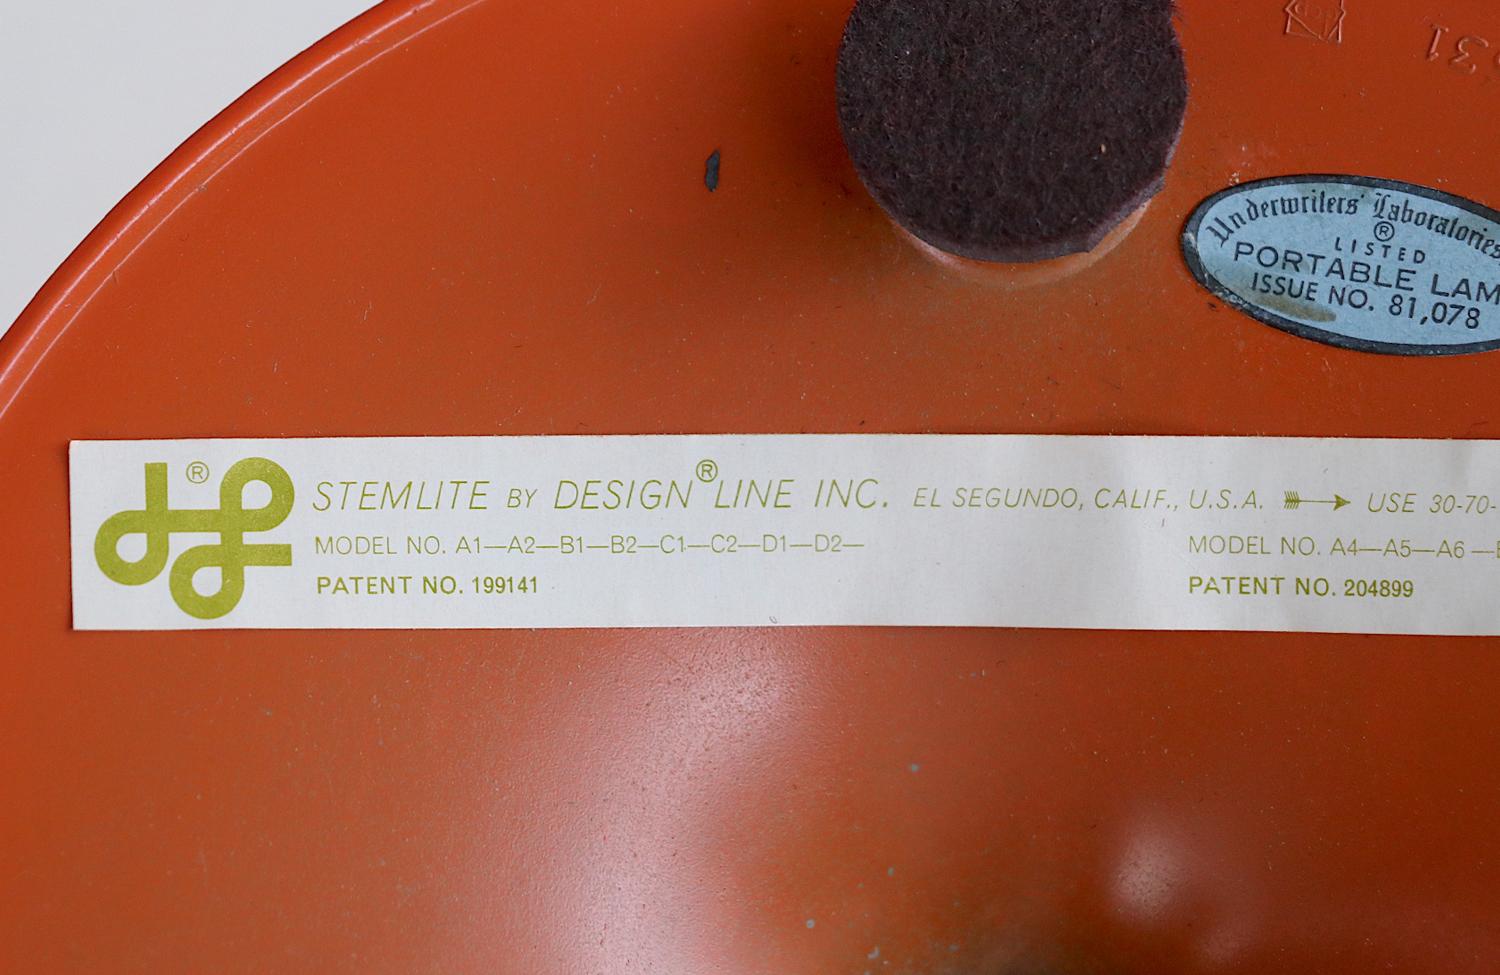 31
Underwriters' Laboratories
®
LISTED
PORTABLE LAM
ISSUE NO. 81,078
® STEMLITE BY DESIGN® LINE INC. EL SEGUNDO, CALIF., U.S.A. USE 30-70-
MODEL NO. A1—A2—B1—B2—C1—C2—D1—D2— MODEL NO. A4—A5—A6—
PATENT NO. 199141 PATENT NO. 204899